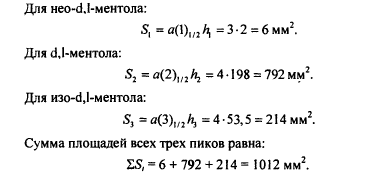 Для нео-d,l-ментола:
S₁ = a(1)₁/₂ h₁ = 3 · 2 = 6 мм².
Для d,l-ментола:
S₂ = a(2)₁/₂ h₂ = 4 · 198 = 792 мм².
Для изо-d,l-ментола:
S₃ = a(3)₁/₂ h₃ = 4 · 53,5 = 214 мм².
Сумма площадей всех трех пиков равна:
ΣSᵢ = 6 + 792 + 214 = 1012 мм².